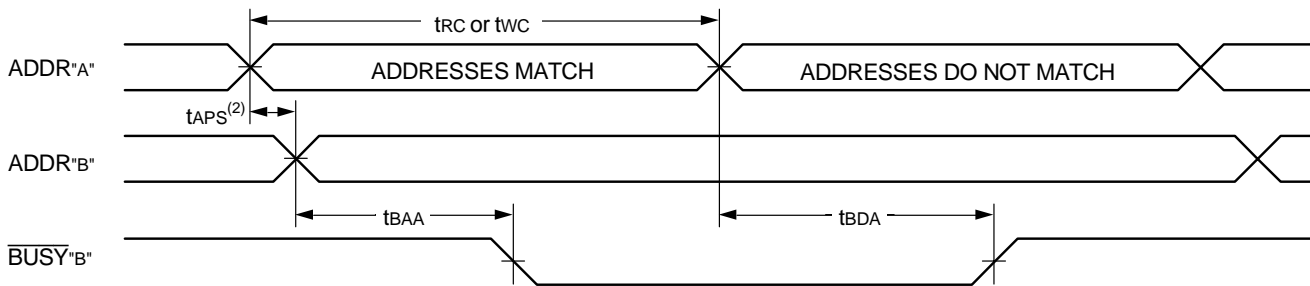 tRC or tWC
ADDR"A"
ADDRESSES MATCH
ADDRESSES DO NOT MATCH
tAPS(2)
ADDR"B"
tBAA
tBDA
BUSY"B"